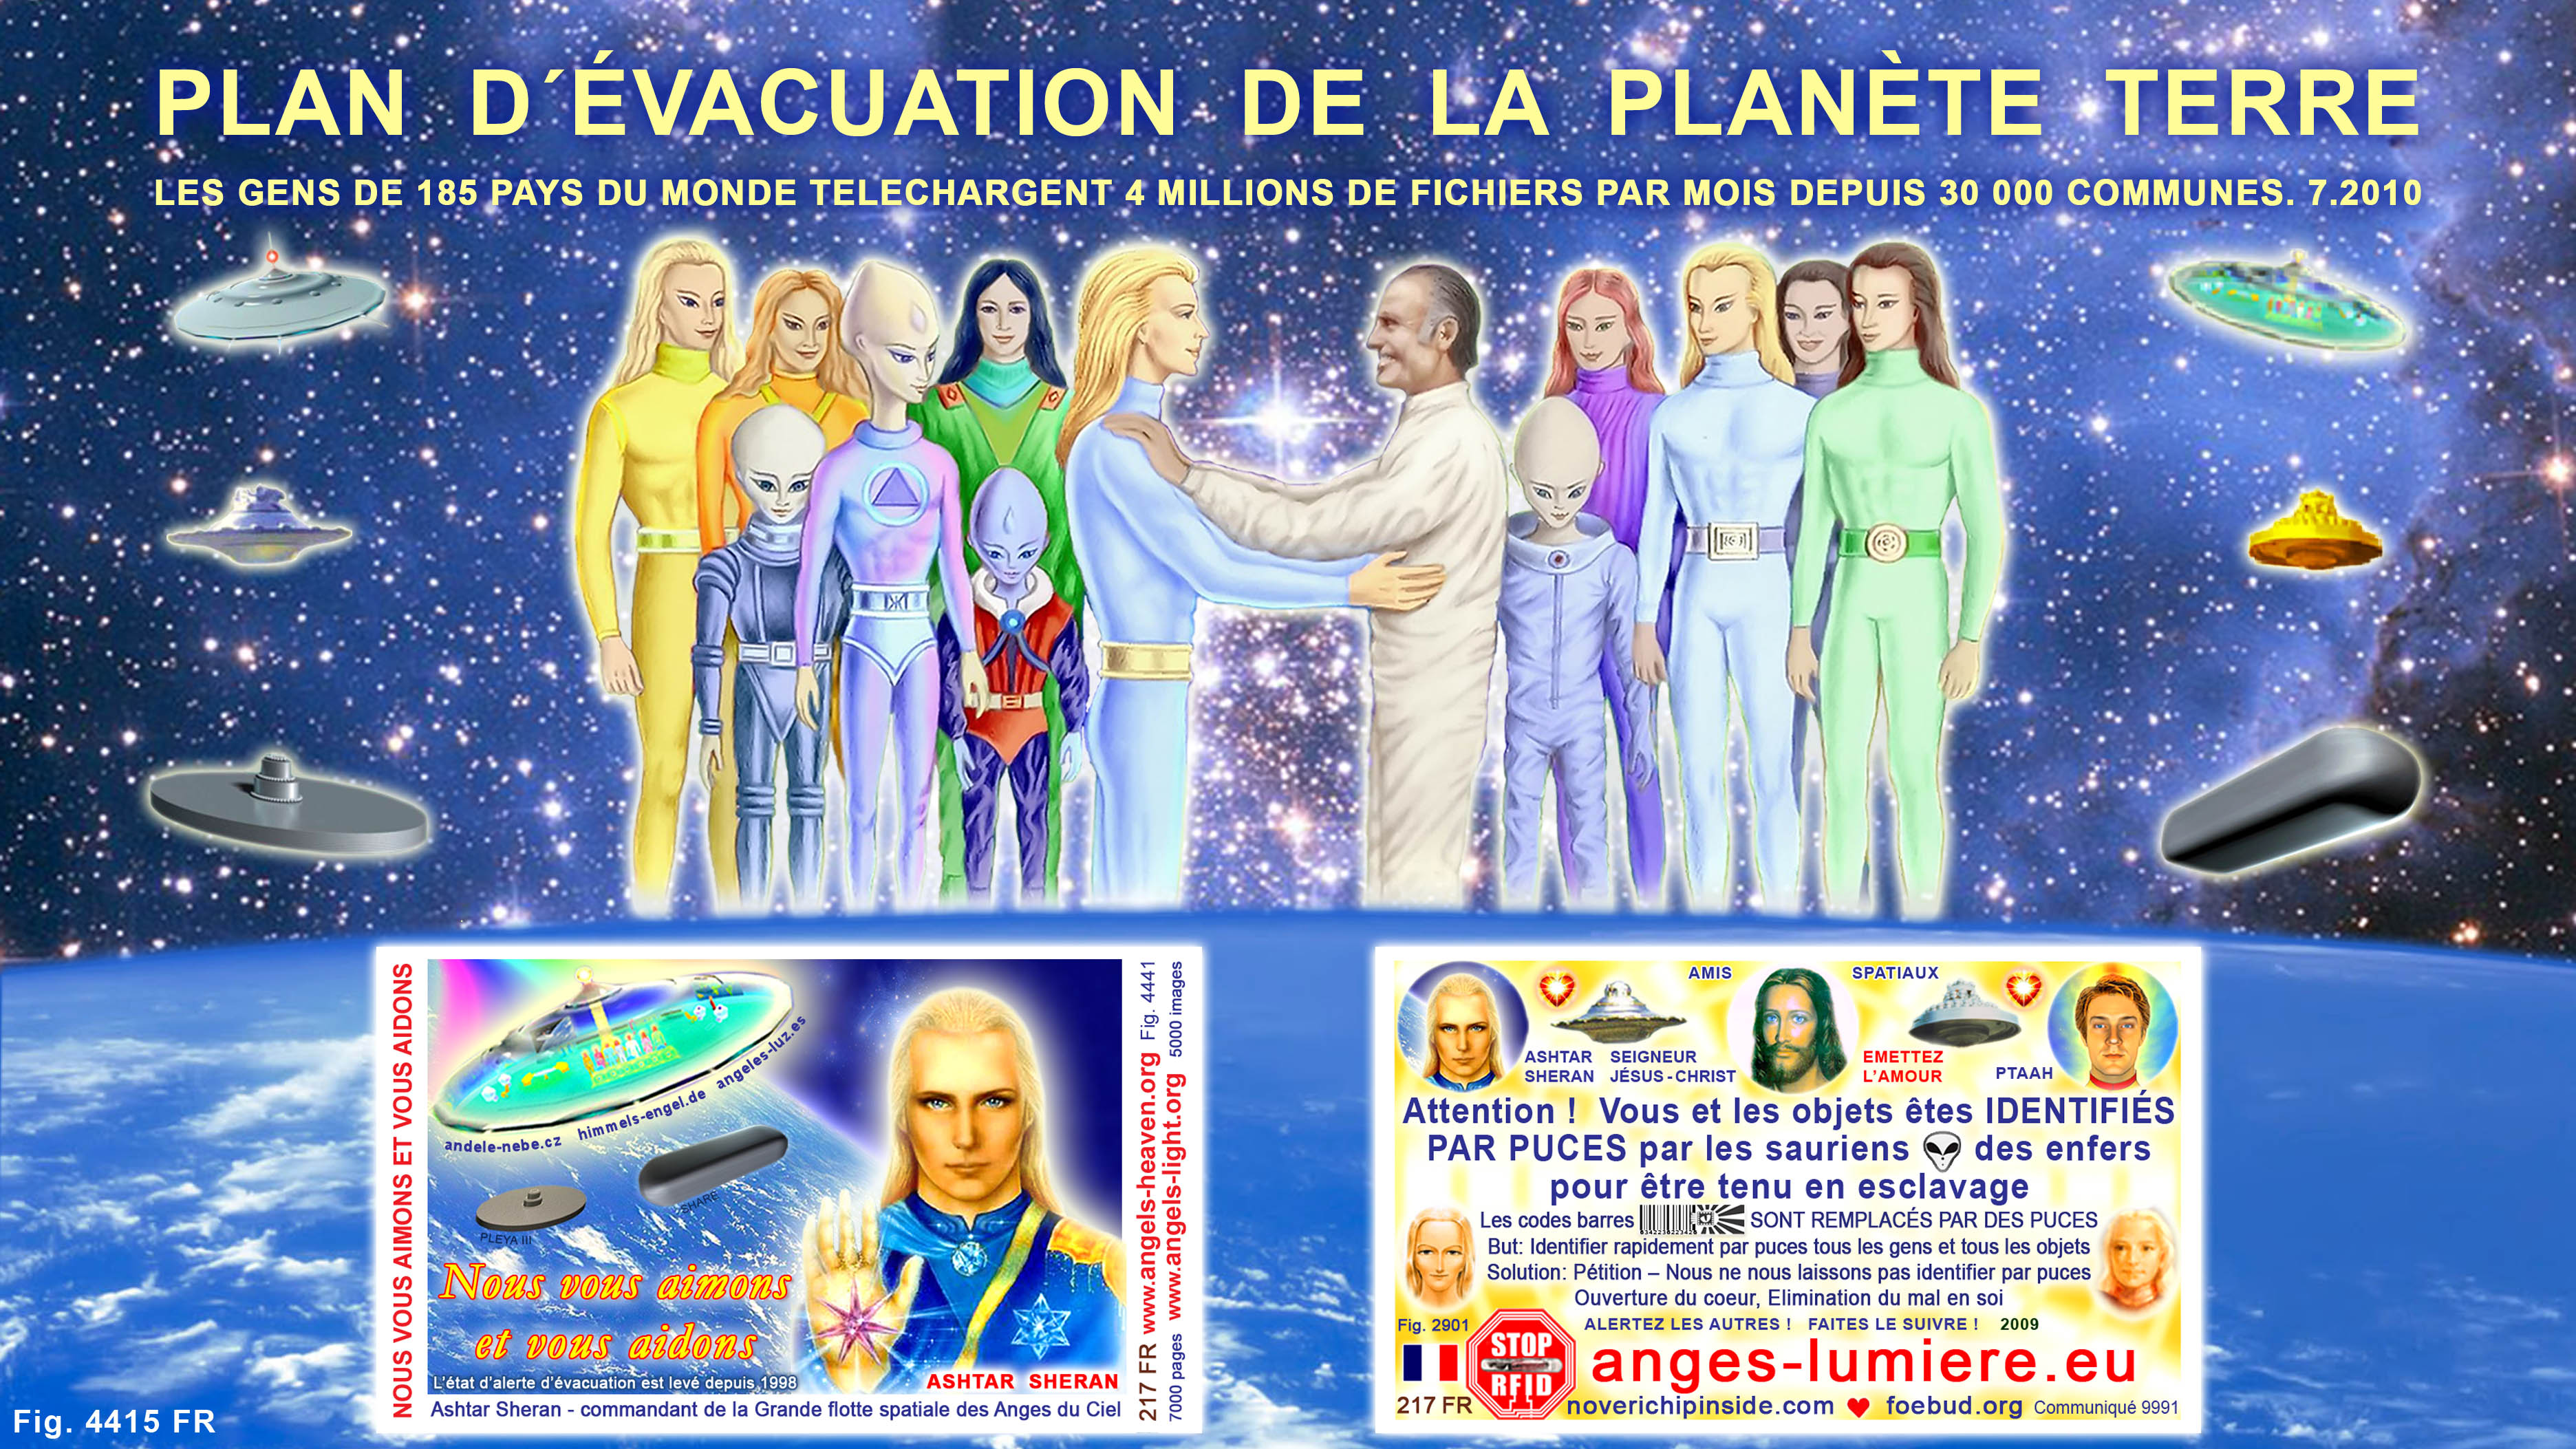 PLAN D´ÉVACUATION DE LA PLANÈTE TERRE
LES GENS DE 185 PAYS DU MONDE TELECHARGENT 4 MILLIONS DE FICHIERS PAR MOIS DEPUIS 30 000 COMMUNES. 7.2010
NOUS VOUS AIMONS ET VOUS AIDONS
andele-nebe.cz himmels-engel.de angeles-luz.es
SHARE
PLEYA III
Nous vous aimons
et vous aidons
L'état d'alerte d'évacuation est levé depuis 1998
ASHTAR SHERAN
Ashtar Sheran - commandant de la Grande flotte spatiale des Anges du Ciel
217 FR www.angels-heaven.org Fig. 4441
7000 pages www.angels-light.org 5000 images
AMIS SPATIAUX
ASHTAR
SHERAN
SEIGNEUR
JÉSUS-CHRIST
EMETTEZ
L'AMOUR
PTAAH
Attention ! Vous et les objets êtes IDENTIFIÉS
PAR PUCES par les sauriens des enfers
pour être tenu en esclavage
Les codes barres SONT REMPLACÉS PAR DES PUCES
But: Identifier rapidement par puces tous les gens et tous les objets
Solution: Pétition – Nous ne nous laissons pas identifier par puces
Ouverture du coeur, Elimination du mal en soi
Fig. 2901
ALERTEZ LES AUTRES ! FAITES LE SUIVRE ! 2009
STOP
RFID
anges-lumiere.eu
217 FR
noverichipinside.com foebud.org Communiqué 9991
Fig. 4415 FR